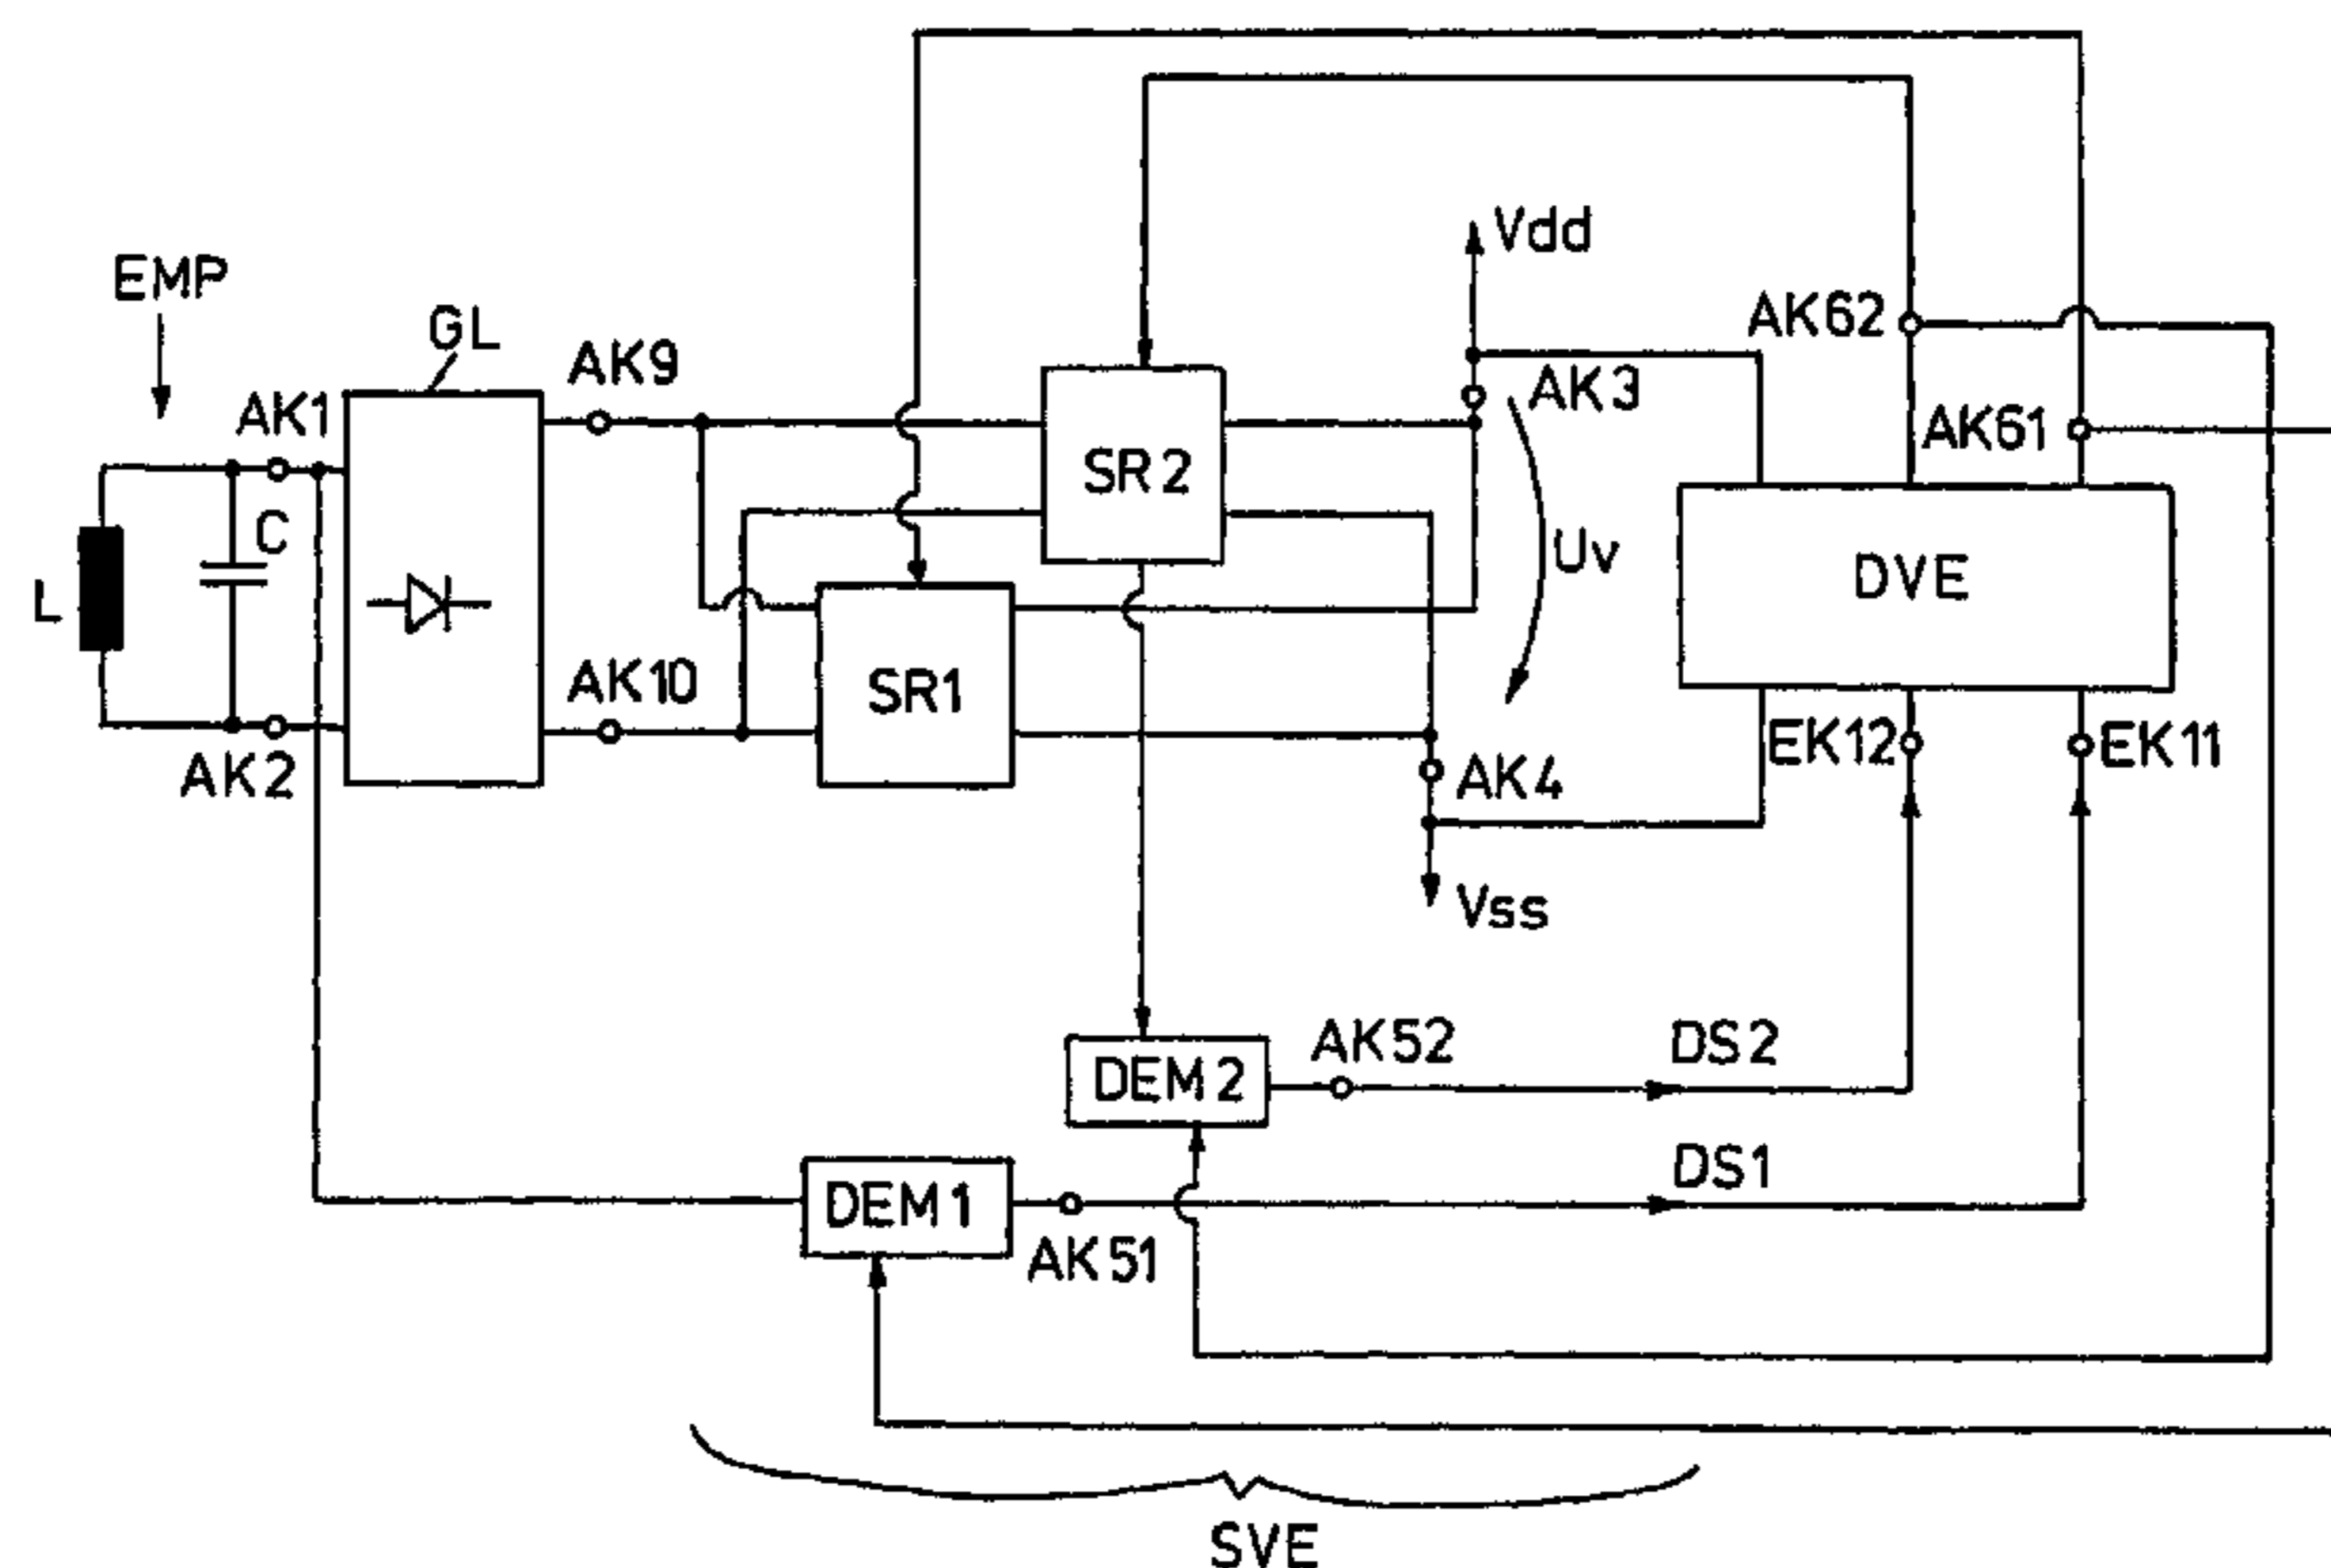 Vdd
EMP
GL
AK9
AK62
AK3
AK1
AK61
SR2
C
Uv
DVE
L
AK10
SR1
EK12
EK11
AK2
AK4
Vss
AK52
DS2
DEM2
DS1
DEM1
AK51
SVE